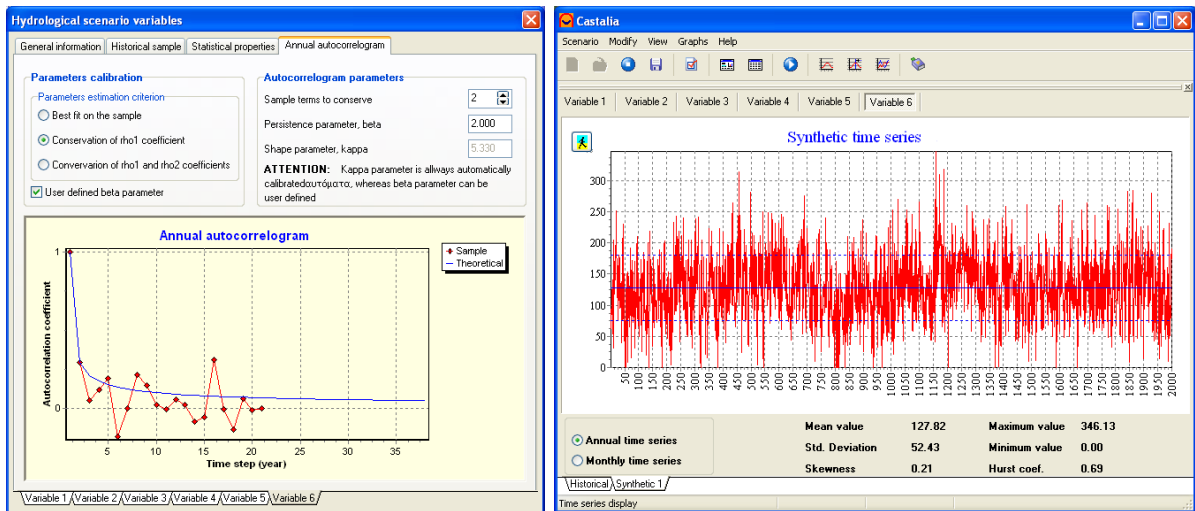 Hydrological scenario variables
General information Historical sample Statistical properties Annual autocorrelogram
Parameters calibration
Parameters estimation criterion
Best fit on the sample
Conservation of rho1 coefficient
Convervarion of rho1 and rho2 coefficients
User defined beta parameter
Autocorrelogram parameters
Sample terms to conserve 2
Persistence parameter, beta 2.000
Shape parameter, kappa 5.330
ATTENTION: Kappa parameter is allways automatically
calibratedαυτόματα, whereas beta parameter can be
user defined
Annual autocorrelogram
Sample
Theoretical
Autocorrelation coefficient
1
0
5 10 15 20 25 30 35
Time step (year)
Variable 1 Variable 2 Variable 3 Variable 4 Variable 5 Variable 6
Castalia
Scenario Modify View Graphs Help
Variable 1 Variable 2 Variable 3 Variable 4 Variable 5 Variable 6
Synthetic time series
300
250
200
150
100
50
0
50 100 150 200 250 300 350 400 450 500 550 600 650 700 750 800 850 900 950 1000 1050 1100 1150 1200 1250 1300 1350 1400 1450 1500 1550 1600 1650 1700 1750 1800 1850 1900 1950 2000
Annual time series
Monthly time series
Mean value 127.82 Maximum value 346.13
Std. Deviation 52.43 Minimum value 0.00
Skewness 0.21 Hurst coef. 0.69
Historical Synthetic 1
Time series display